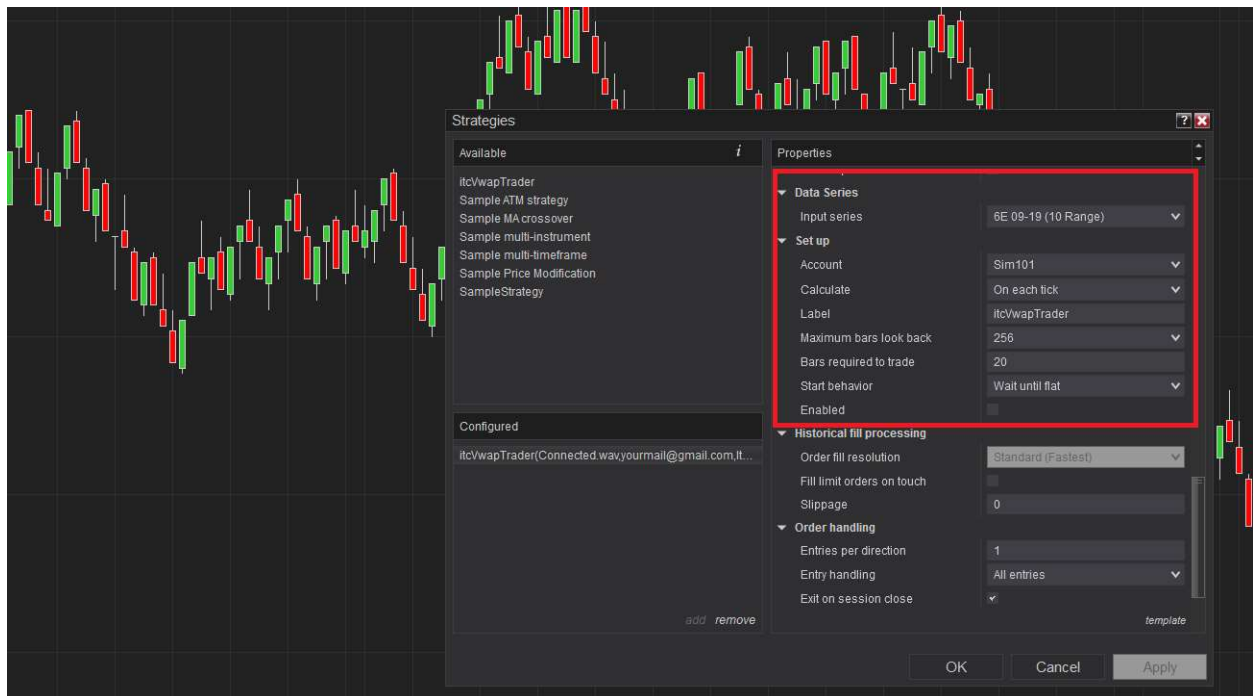 Strategies
?
Available
i
itcVwapTrader
Sample ATM strategy
Sample MA crossover
Sample multi-instrument
Sample multi-timeframe
Sample Price Modification
SampleStrategy
Configured
itcVwapTrader(Connected.wav,yourmail@gmail.com,It...
add remove
Properties
Data Series
Input series 6E 09-19 (10 Range)
Set up
Account Sim101
Calculate On each tick
Label itcVwapTrader
Maximum bars look back 256
Bars required to trade 20
Start behavior Wait until flat
Enabled
Historical fill processing
Order fill resolution Standard (Fastest)
Fill limit orders on touch
Slippage 0
Order handling
Entries per direction 1
Entry handling All entries
Exit on session close
template
OK Cancel Apply